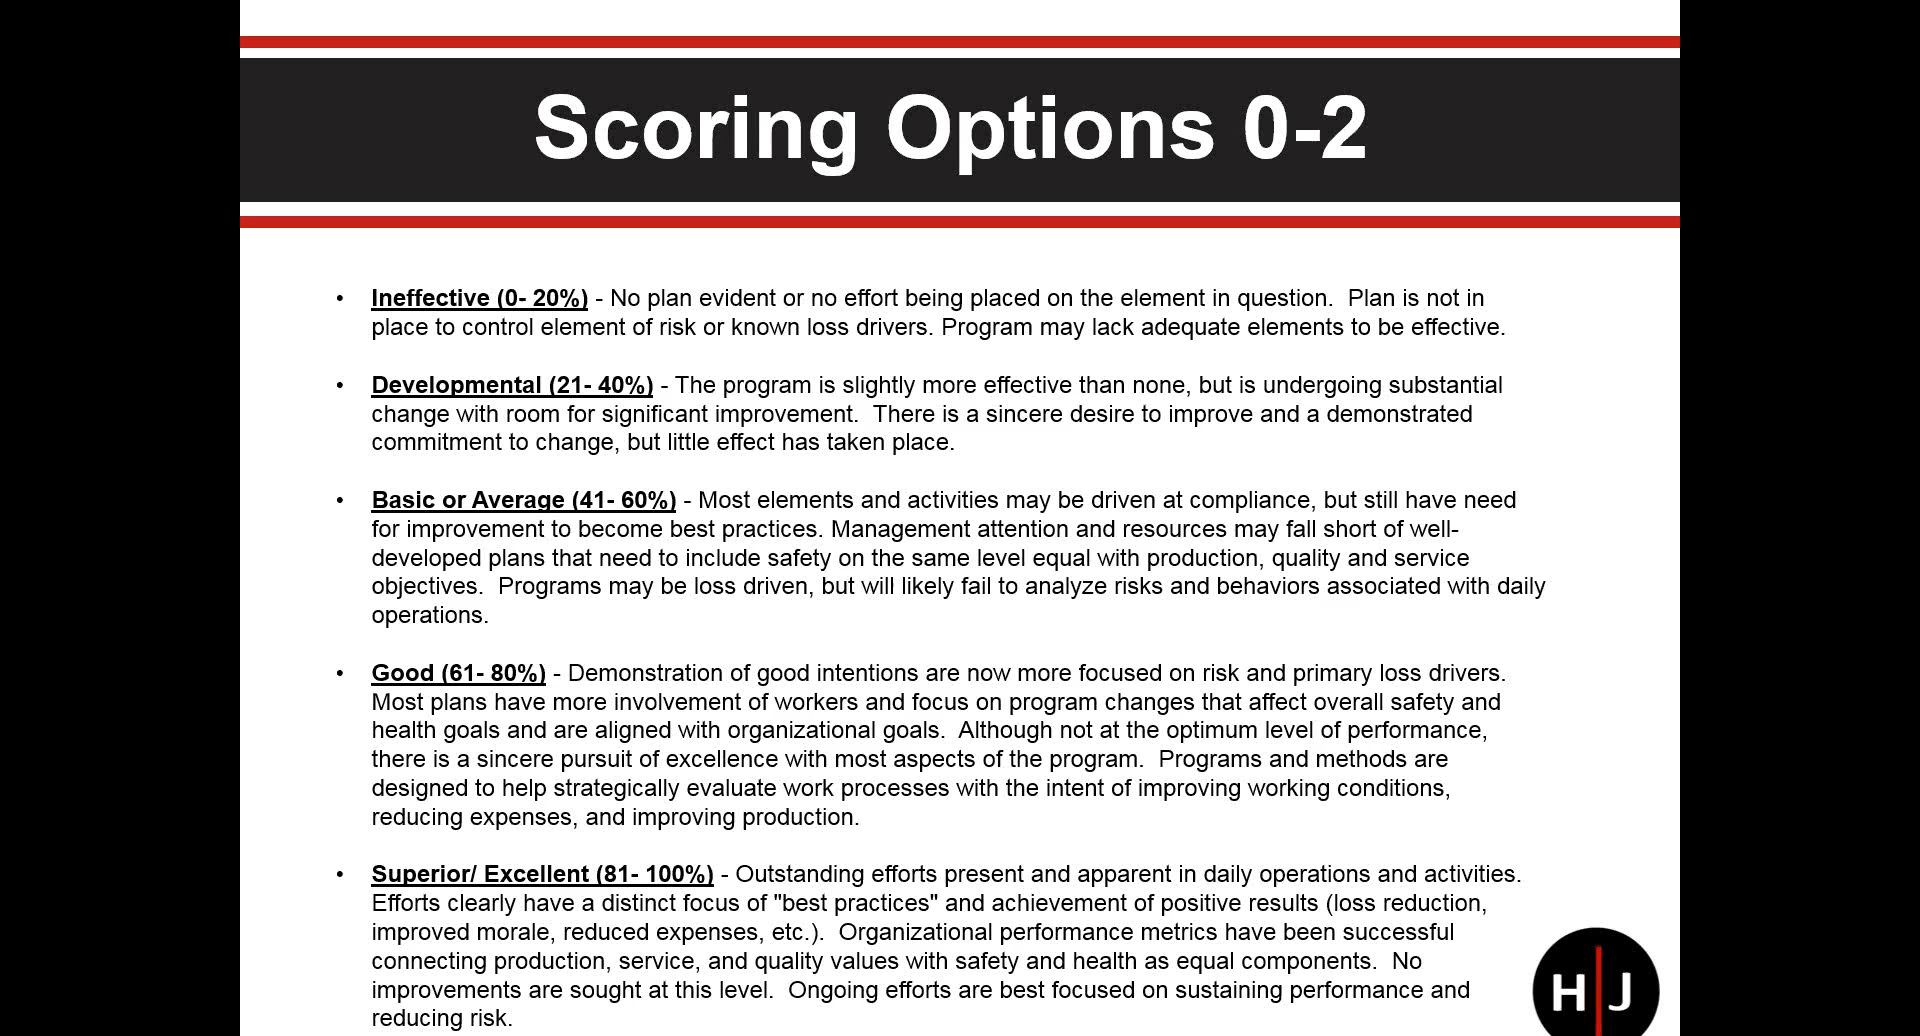 Scoring Options 0-2
• Ineffective (0- 20%) - No plan evident or no effort being placed on the element in question.  Plan is not in
place to control element of risk or known loss drivers. Program may lack adequate elements to be effective.
• Developmental (21- 40%) - The program is slightly more effective than none, but is undergoing substantial
change with room for significant improvement.  There is a sincere desire to improve and a demonstrated
commitment to change, but little effect has taken place.
• Basic or Average (41- 60%) - Most elements and activities may be driven at compliance, but still have need
for improvement to become best practices. Management attention and resources may fall short of well-
developed plans that need to include safety on the same level equal with production, quality and service
objectives.  Programs may be loss driven, but will likely fail to analyze risks and behaviors associated with daily
operations.
• Good (61- 80%) - Demonstration of good intentions are now more focused on risk and primary loss drivers.
Most plans have more involvement of workers and focus on program changes that affect overall safety and
health goals and are aligned with organizational goals.  Although not at the optimum level of performance,
there is a sincere pursuit of excellence with most aspects of the program.  Programs and methods are
designed to help strategically evaluate work processes with the intent of improving working conditions,
reducing expenses, and improving production.
• Superior/ Excellent (81- 100%) - Outstanding efforts present and apparent in daily operations and activities.
Efforts clearly have a distinct focus of "best practices" and achievement of positive results (loss reduction,
improved morale, reduced expenses, etc.).  Organizational performance metrics have been successful
connecting production, service, and quality values with safety and health as equal components.  No
improvements are sought at this level.  Ongoing efforts are best focused on sustaining performance and
reducing risk.
H J